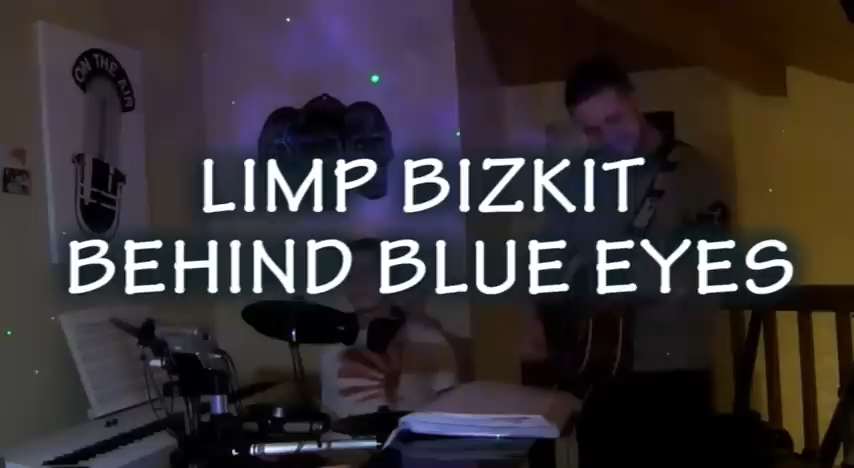 ON THE AIR
LIMP BIZKIT
BEHIND BLUE EYES